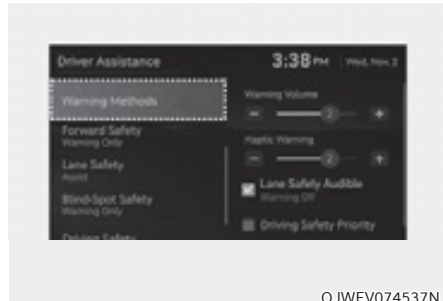 Driver Assistance
3:38 PM
Wed, Nov. 2
Warning Methods
Forward Safety
Warning Only
Lane Safety
Assist
Blind-Spot Safety
Warning Only
Driving Safety
Warning Volume
Haptic Warning
2
Lane Safety Audible
Warning Off
Driving Safety Priority
OJWEV074537N